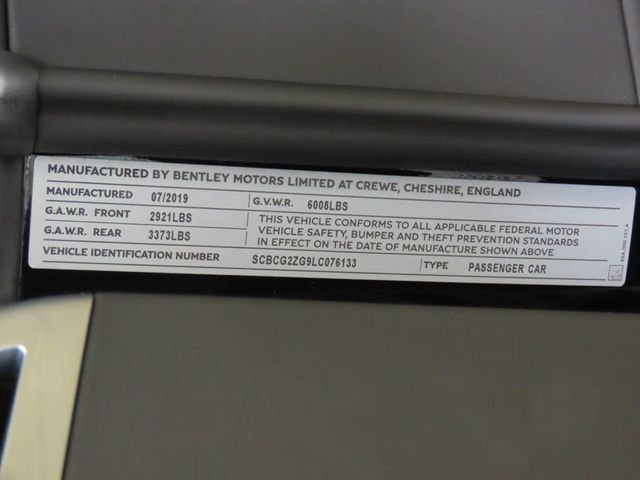 MANUFACTURED BY BENTLEY MOTORS LIMITED AT CREWE, CHESHIRE, ENGLAND
MANUFACTURED 07/2019 G.V.W.R. 6008LBS
G.A.W.R. FRONT 2921LBS
G.A.W.R. REAR 3373LBS
THIS VEHICLE CONFORMS TO ALL APPLICABLE FEDERAL MOTOR
VEHICLE SAFETY, BUMPER AND THEFT PREVENTION STANDARDS
IN EFFECT ON THE DATE OF MANUFACTURE SHOWN ABOVE
VEHICLE IDENTIFICATION NUMBER SCBCG2ZG9LC076133 TYPE PASSENGER CAR